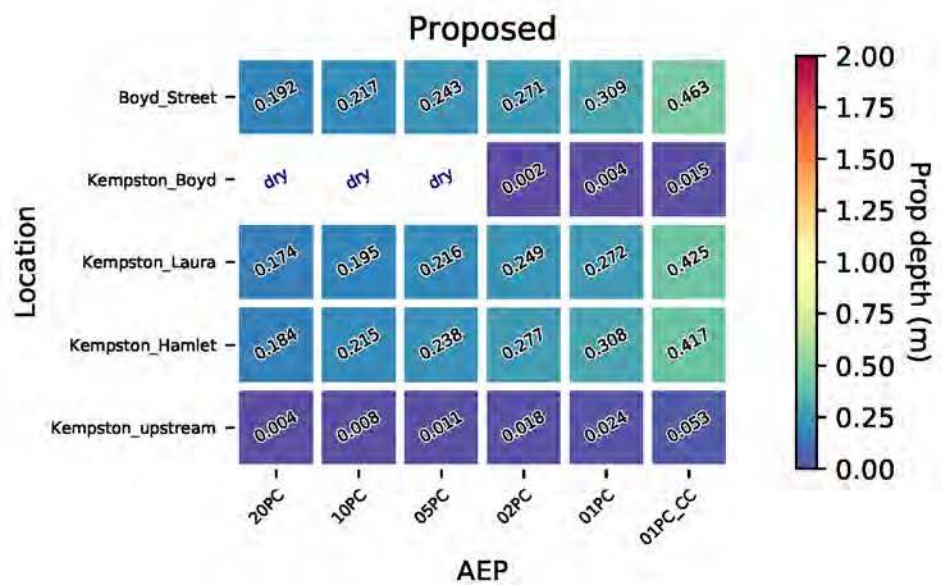 Proposed
Boyd_Street 0.192 0.217 0.243 0.271 0.309 0.463
Kempston_Boyd dry dry dry 0.002 0.004 0.015
Kempston_Laura 0.174 0.195 0.216 0.249 0.272 0.425
Kempston_Hamlet 0.184 0.215 0.238 0.277 0.308 0.417
Kempston_upstream 0.004 0.008 0.011 0.018 0.024 0.053
20PC 10PC 05PC 02PC 01PC 01PC_CC
AEP
Location
2.00
1.75
1.50
1.25
1.00
0.75
0.50
0.25
0.00
Prop depth (m)